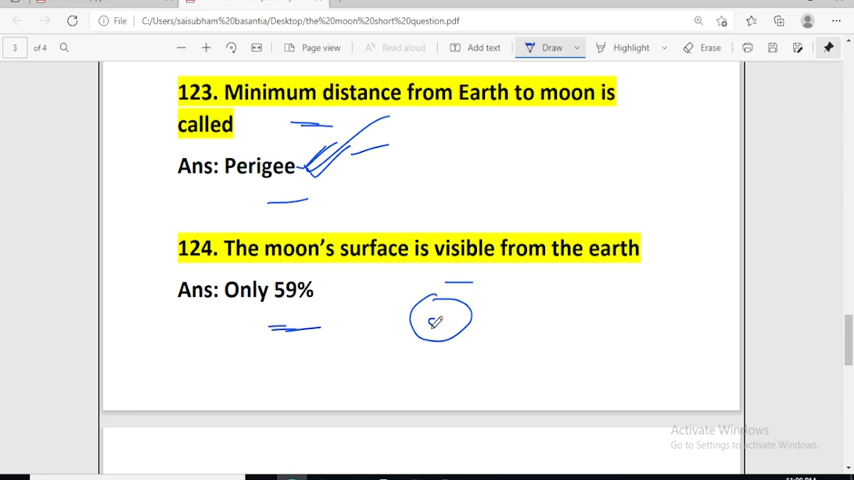 File
C:/Users/saisubham%20basantia/Desktop/the%20moon%20short%20question.pdf
3 of 4
Page view
Read aloud
Add text
Draw
Highlight
Erase
123. Minimum distance from Earth to moon is
called
Ans: Perigee
124. The moon's surface is visible from the earth
Ans: Only 59%
Activate Windows
Go to Settings to activate Windows.